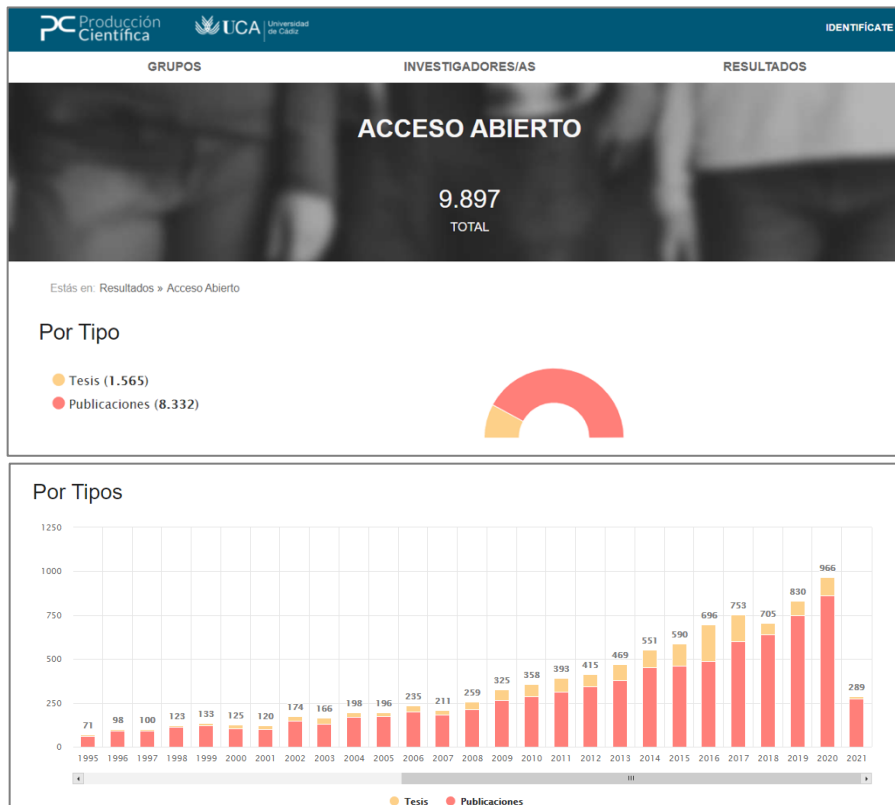 Producción
Científica
UCA
Universidad
de Cádiz
IDENTIFÍCATE
GRUPOS
INVESTIGADORES/AS
RESULTADOS
ACCESO ABIERTO
9.897
TOTAL
Estás en: Resultados » Acceso Abierto
Por Tipo
Tesis (1.565)
Publicaciones (8.332)
Por Tipos
1250
1000
750
500
250
0
71 98 100 123 133 125 120 174 166 198 196 235 211 259 325 358 393 415 469 551 590 696 753 705 830 966 289
1995 1996 1997 1998 1999 2000 2001 2002 2003 2004 2005 2006 2007 2008 2009 2010 2011 2012 2013 2014 2015 2016 2017 2018 2019 2020 2021
Tesis Publicaciones